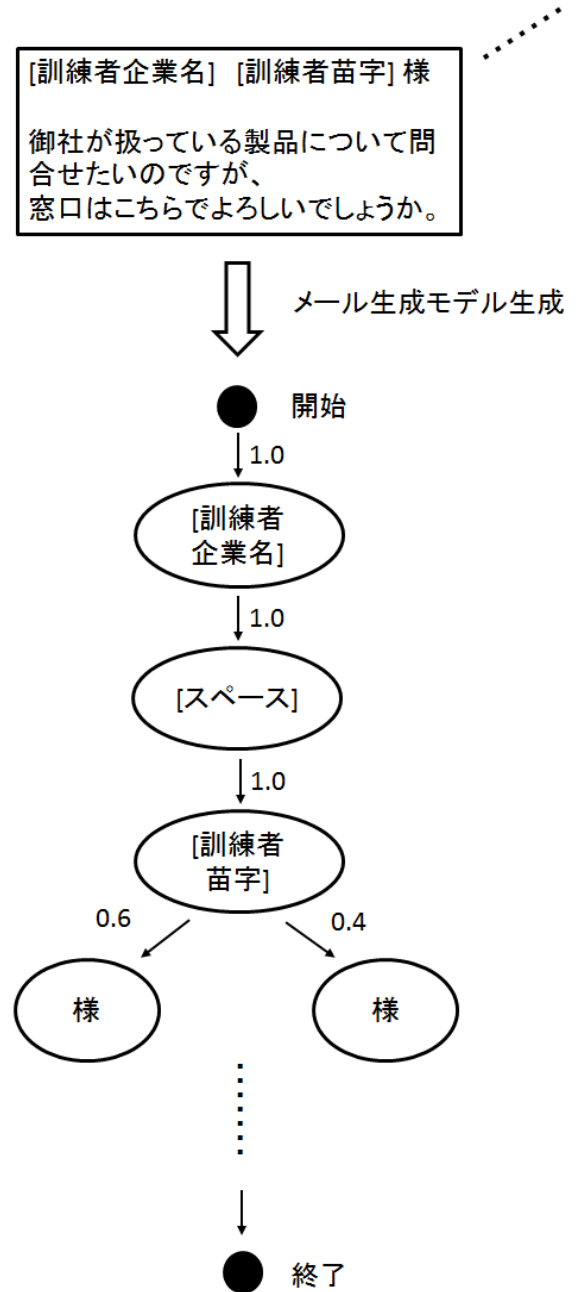 [訓練者企業名] [訓練者苗字] 様
御社が扱っている製品について問
合せたいのですが、
窓口はこちらでよろしいでしょうか。
メール生成モデル生成
開始
1.0
[訓練者
企業名]
1.0
[スペース]
1.0
[訓練者
苗字]
0.6
0.4
様
様
終了